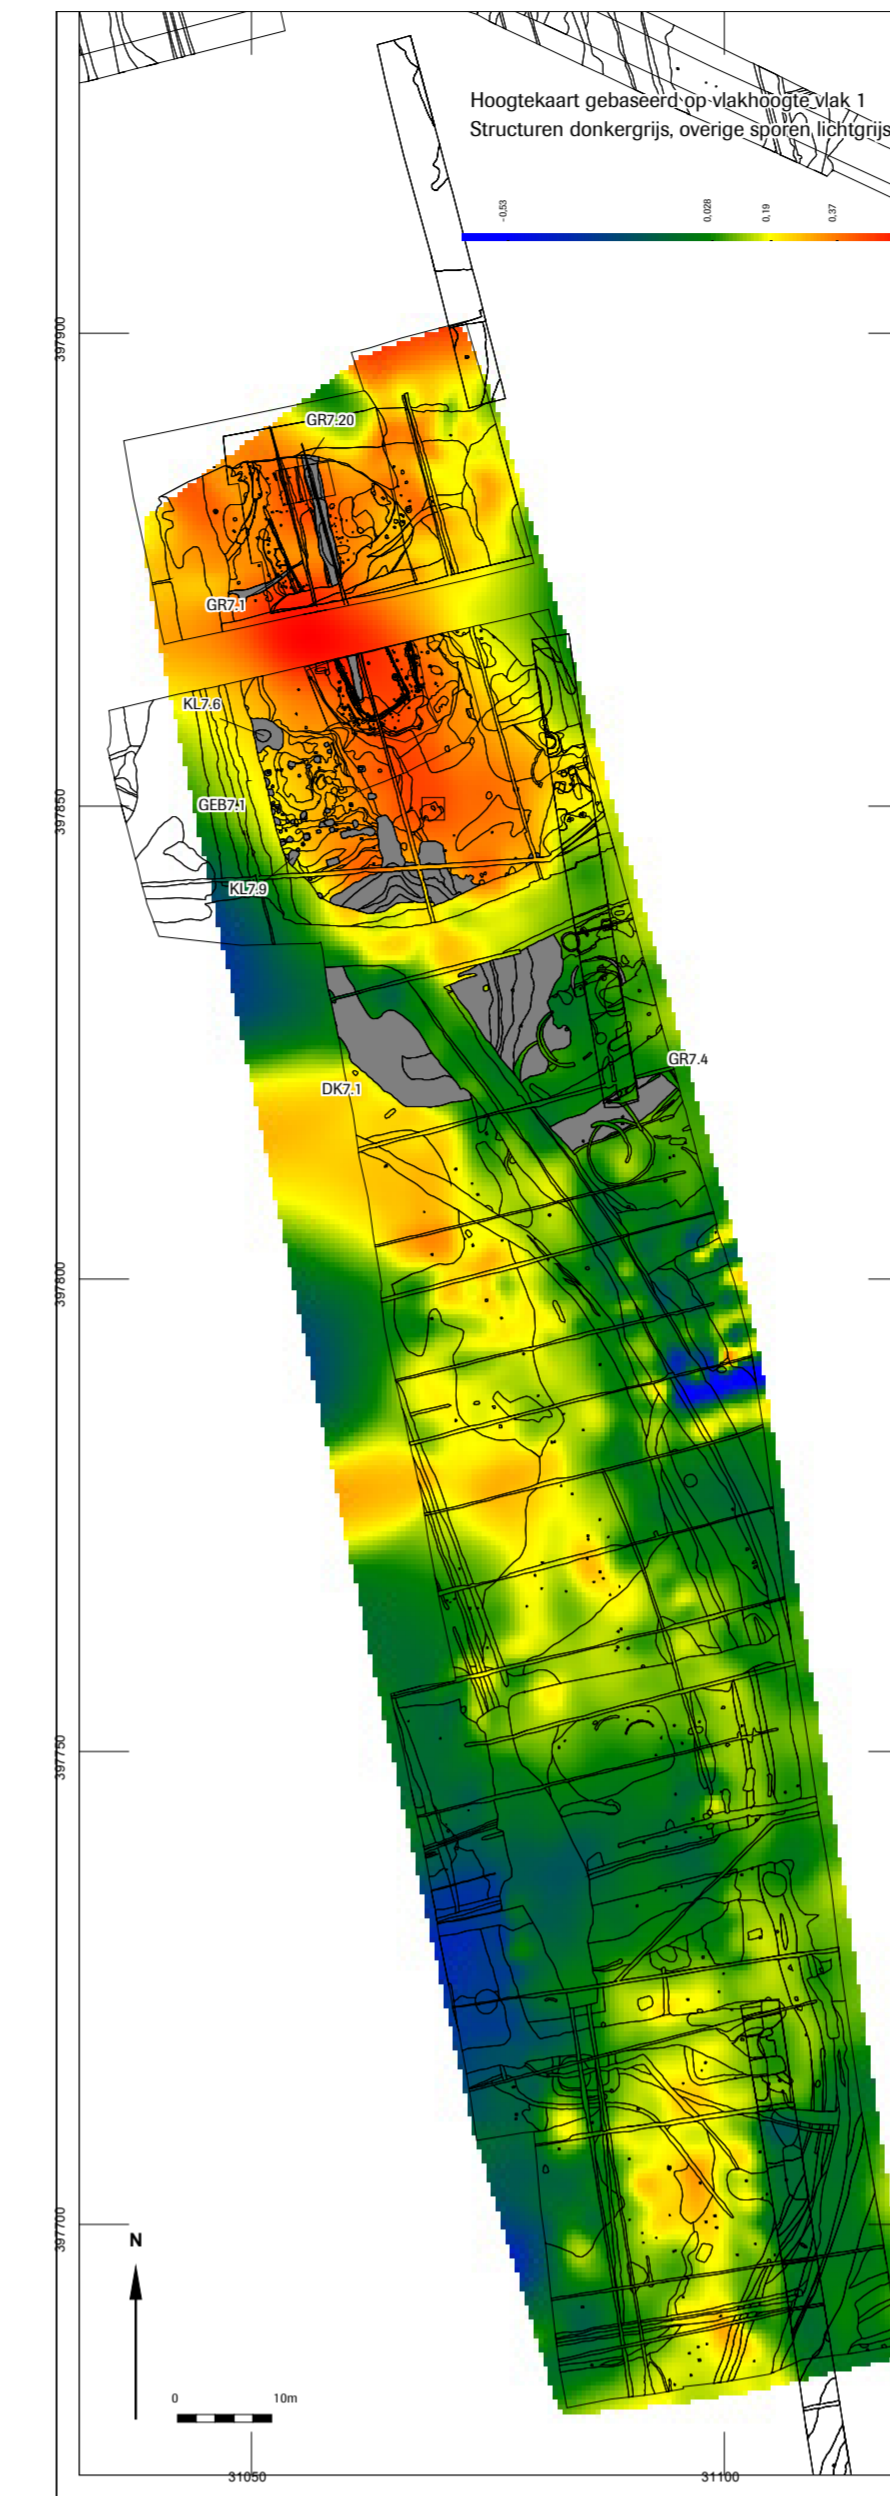 Hoogtekaart gebaseerd op vlakhoogte vlak 1
Structuren donkergrijs, overige sporen lichtgrijs
-0,53
0,028
0,19
0,37
397900
GR7.20
GR7.1
KL7.6
GEB7.1
397850
KL7.9
GR7.4
DK7.1
397800
397750
397700
N
0 10m
31050 31100